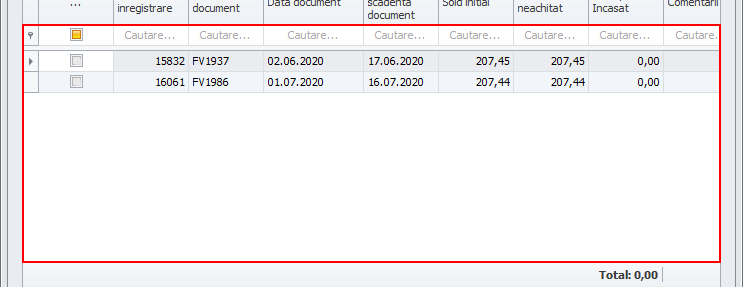 ...
Data document
Sold initial
inregistrare document scadenta neachitat Incasat Comentarii
document
Cautare... Cautare... Cautare... Cautare... Cautare... Cautare... Cautare... Cautare...
15832 FV1937 02.06.2020 17.06.2020 207,45 207,45 0,00
16061 FV1986 01.07.2020 16.07.2020 207,44 207,44 0,00
Total: 0,00